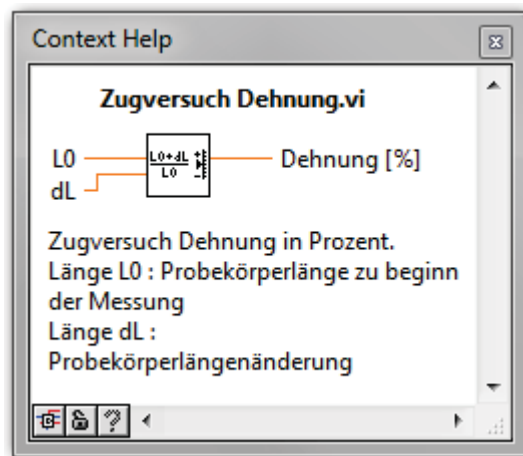 Context Help
Zugversuch Dehnung.vi
L0
L0+dL
L0
Dehnung [%]
dL
Zugversuch Dehnung in Prozent.
Länge L0 : Probekörperlänge zu beginn
der Messung
Länge dL :
Probekörperlängenänderung
?